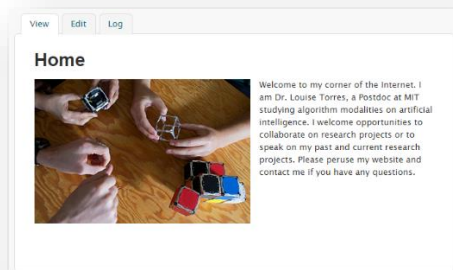 View Edit Log
Home
Welcome to my corner of the Internet. I
am Dr. Louise Torres, a Postdoc at MIT
studying algorithm modalities on artificial
intelligence. I welcome opportunities to
collaborate on research projects or to
speak on my past and current research
projects. Please peruse my website and
contact me if you have any questions.